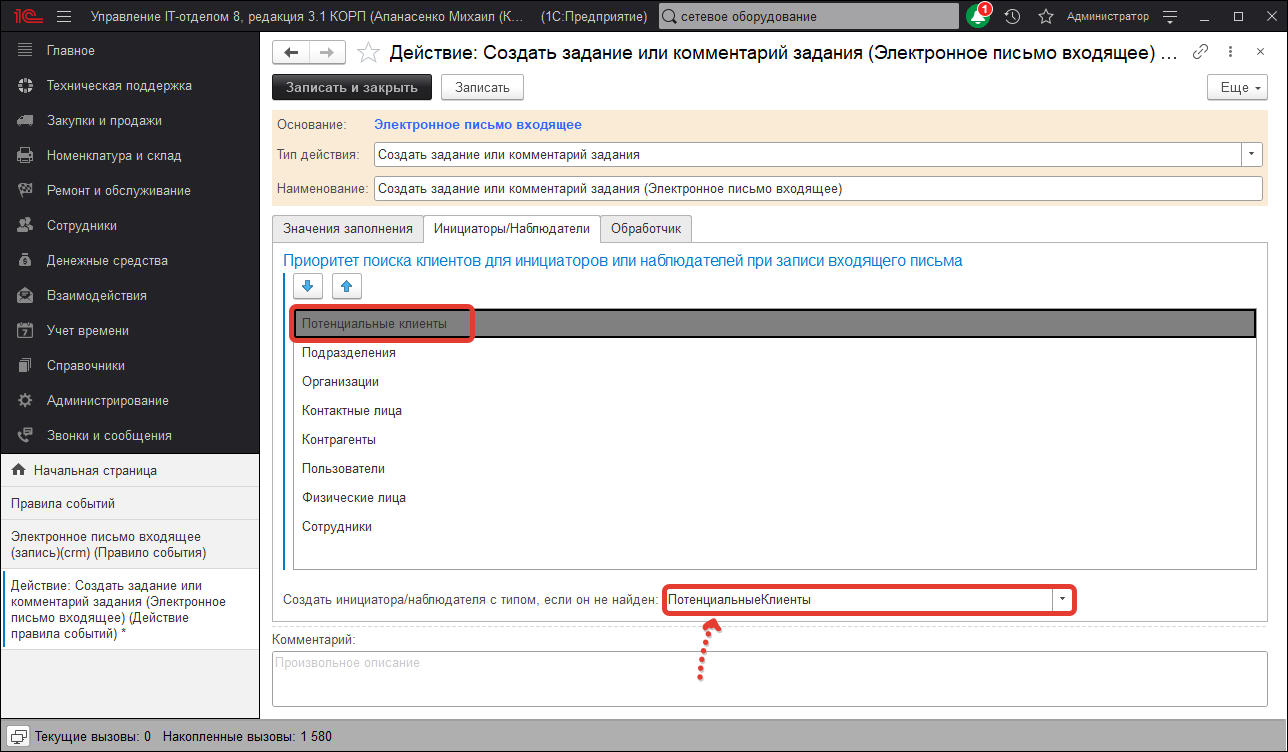 1С Управление IT-отделом 8, редакция 3.1 КОРП (Апанасенко Михаил (К... (1С:Предприятие) сетевое оборудование 1 Администратор
Главное
Техническая поддержка
Закупки и продажи
Номенклатура и склад
Ремонт и обслуживание
Сотрудники
Денежные средства
Взаимодействия
Учет времени
Справочники
Администрирование
Звонки и сообщения
Начальная страница
Правила событий
Электронное письмо входящее
(запись)(crm) (Правило события)
Действие: Создать задание или
комментарий задания (Электронное
письмо входящее) (Действие
правила событий) *
Действие: Создать задание или комментарий задания (Электронное письмо входящее) ...
Записать и закрыть Записать Еще
Основание: Электронное письмо входящее
Тип действия: Создать задание или комментарий задания
Наименование: Создать задание или комментарий задания (Электронное письмо входящее)
Значения заполнения Инициаторы/Наблюдатели Обработчик
Приоритет поиска клиентов для инициаторов или наблюдателей при записи входящего письма
Потенциальные клиенты
Подразделения
Организации
Контактные лица
Контрагенты
Пользователи
Физические лица
Сотрудники
Создать инициатора/наблюдателя с типом, если он не найден: ПотенциальныеКлиенты
Комментарий:
Произвольное описание
Текущие вызовы: 0 Накопленные вызовы: 1 580